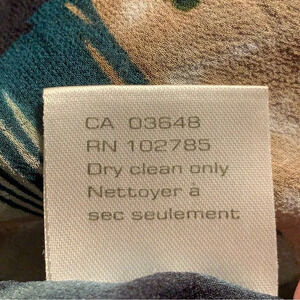 CA 03648
RN 102785
Dry clean only
Nettoyer à
sec seulement